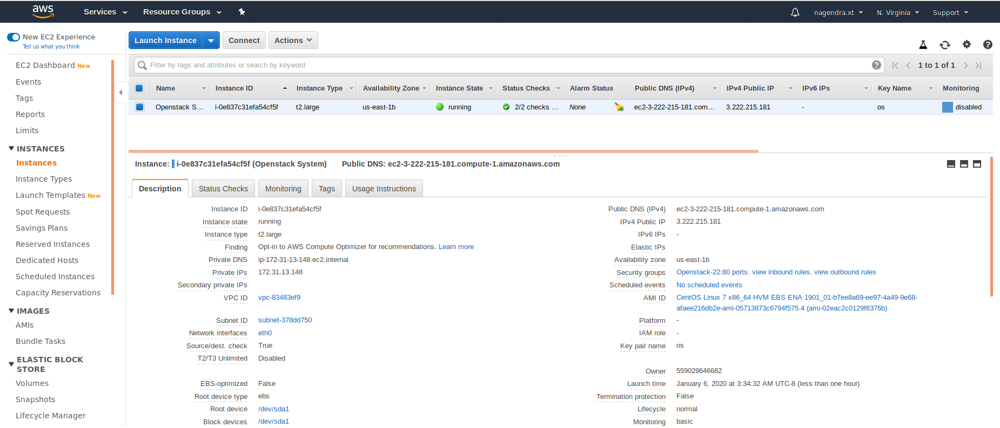 aws Services Resource Groups nagendra.xt N. Virginia Support
New EC2 Experience
Tell us what you think
EC2 Dashboard New
Events
Tags
Reports
Limits
INSTANCES
Instances
Instance Types
Launch Templates New
Spot Requests
Savings Plans
Reserved Instances
Dedicated Hosts
Scheduled Instances
Capacity Reservations
IMAGES
AMIs
Bundle Tasks
ELASTIC BLOCK
STORE
Volumes
Snapshots
Lifecycle Manager
Launch Instance Connect Actions
Filter by tags and attributes or search by keyword 1 to 1 of 1
Name Instance ID Instance Type Availability Zone Instance State Status Checks Alarm Status Public DNS (IPv4) IPv4 Public IP IPv6 IPs Key Name Monitoring
Openstack S... i-0e837c31efa54cf5f t2.large us-east-1b running 2/2 checks ... None ec2-3-222-215-181.com... 3.222.215.181 - os disabled
Instance: i-0e837c31efa54cf5f (Openstack System) Public DNS: ec2-3-222-215-181.compute-1.amazonaws.com
Description Status Checks Monitoring Tags Usage Instructions
Instance ID i-0e837c31efa54cf5f
Instance state running
Instance type t2.large
Finding Opt-in to AWS Compute Optimizer for recommendations. Learn more
Private DNS ip-172-31-13-148.ec2.internal
Private IPs 172.31.13.148
Secondary private IPs
VPC ID vpc-83483ef9
Subnet ID subnet-378dd750
Network interfaces eth0
Source/dest. check True
T2/T3 Unlimited Disabled
EBS-optimized False
Root device type ebs
Root device /dev/sda1
Block devices /dev/sda1
Public DNS (IPv4) ec2-3-222-215-181.compute-1.amazonaws.com
IPv4 Public IP 3.222.215.181
IPv6 IPs -
Elastic IPs
Availability zone us-east-1b
Security groups Openstack-22:80 ports. view inbound rules. view outbound rules
Scheduled events No scheduled events
AMI ID CentOS Linux 7 x86_64 HVM EBS ENA 1901_01-b7ee8a69-ee97-4a49-9e68-
afaee216db2e-ami-05713873c6794f575.4 (ami-02eac2c0129f6376b)
Platform -
IAM role -
Key pair name os
Owner 559029646682
Launch time January 6, 2020 at 3:34:32 AM UTC-8 (less than one hour)
Termination protection False
Lifecycle normal
Monitoring basic